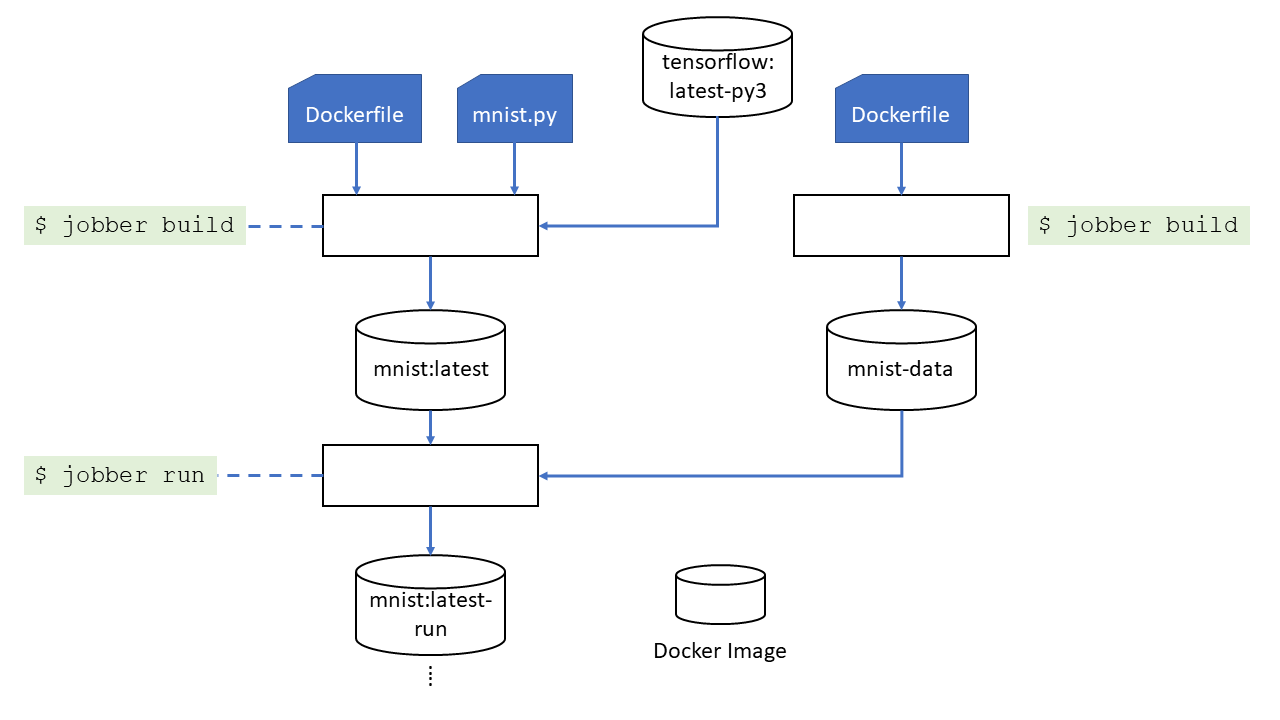 tensorflow:
latest-py3
Dockerfile
mnist.py
Dockerfile
$ jobber build
$ jobber build
mnist:latest
mnist-data
$ jobber run
mnist:latest-
run
Docker Image